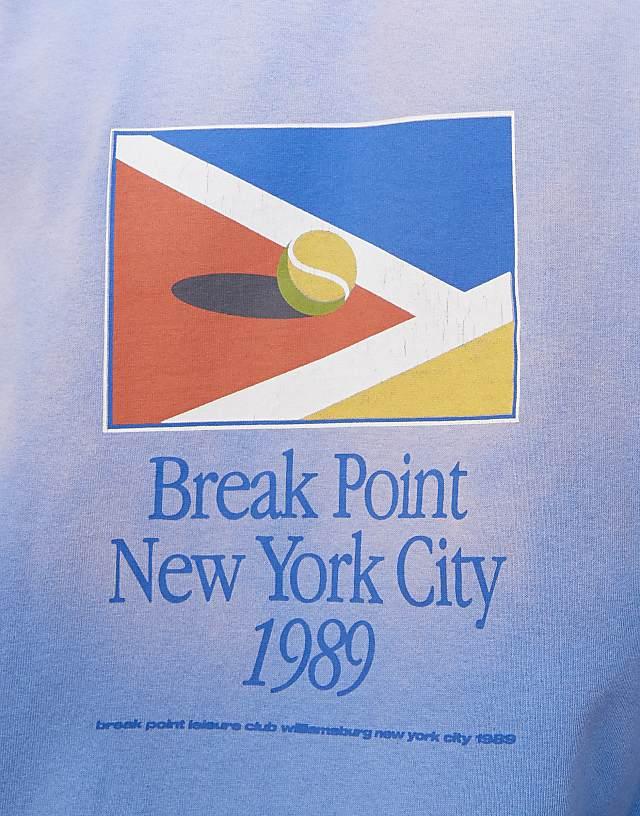 Break Point
New York City
1989
break point leisure club williamsburg new york city 1989